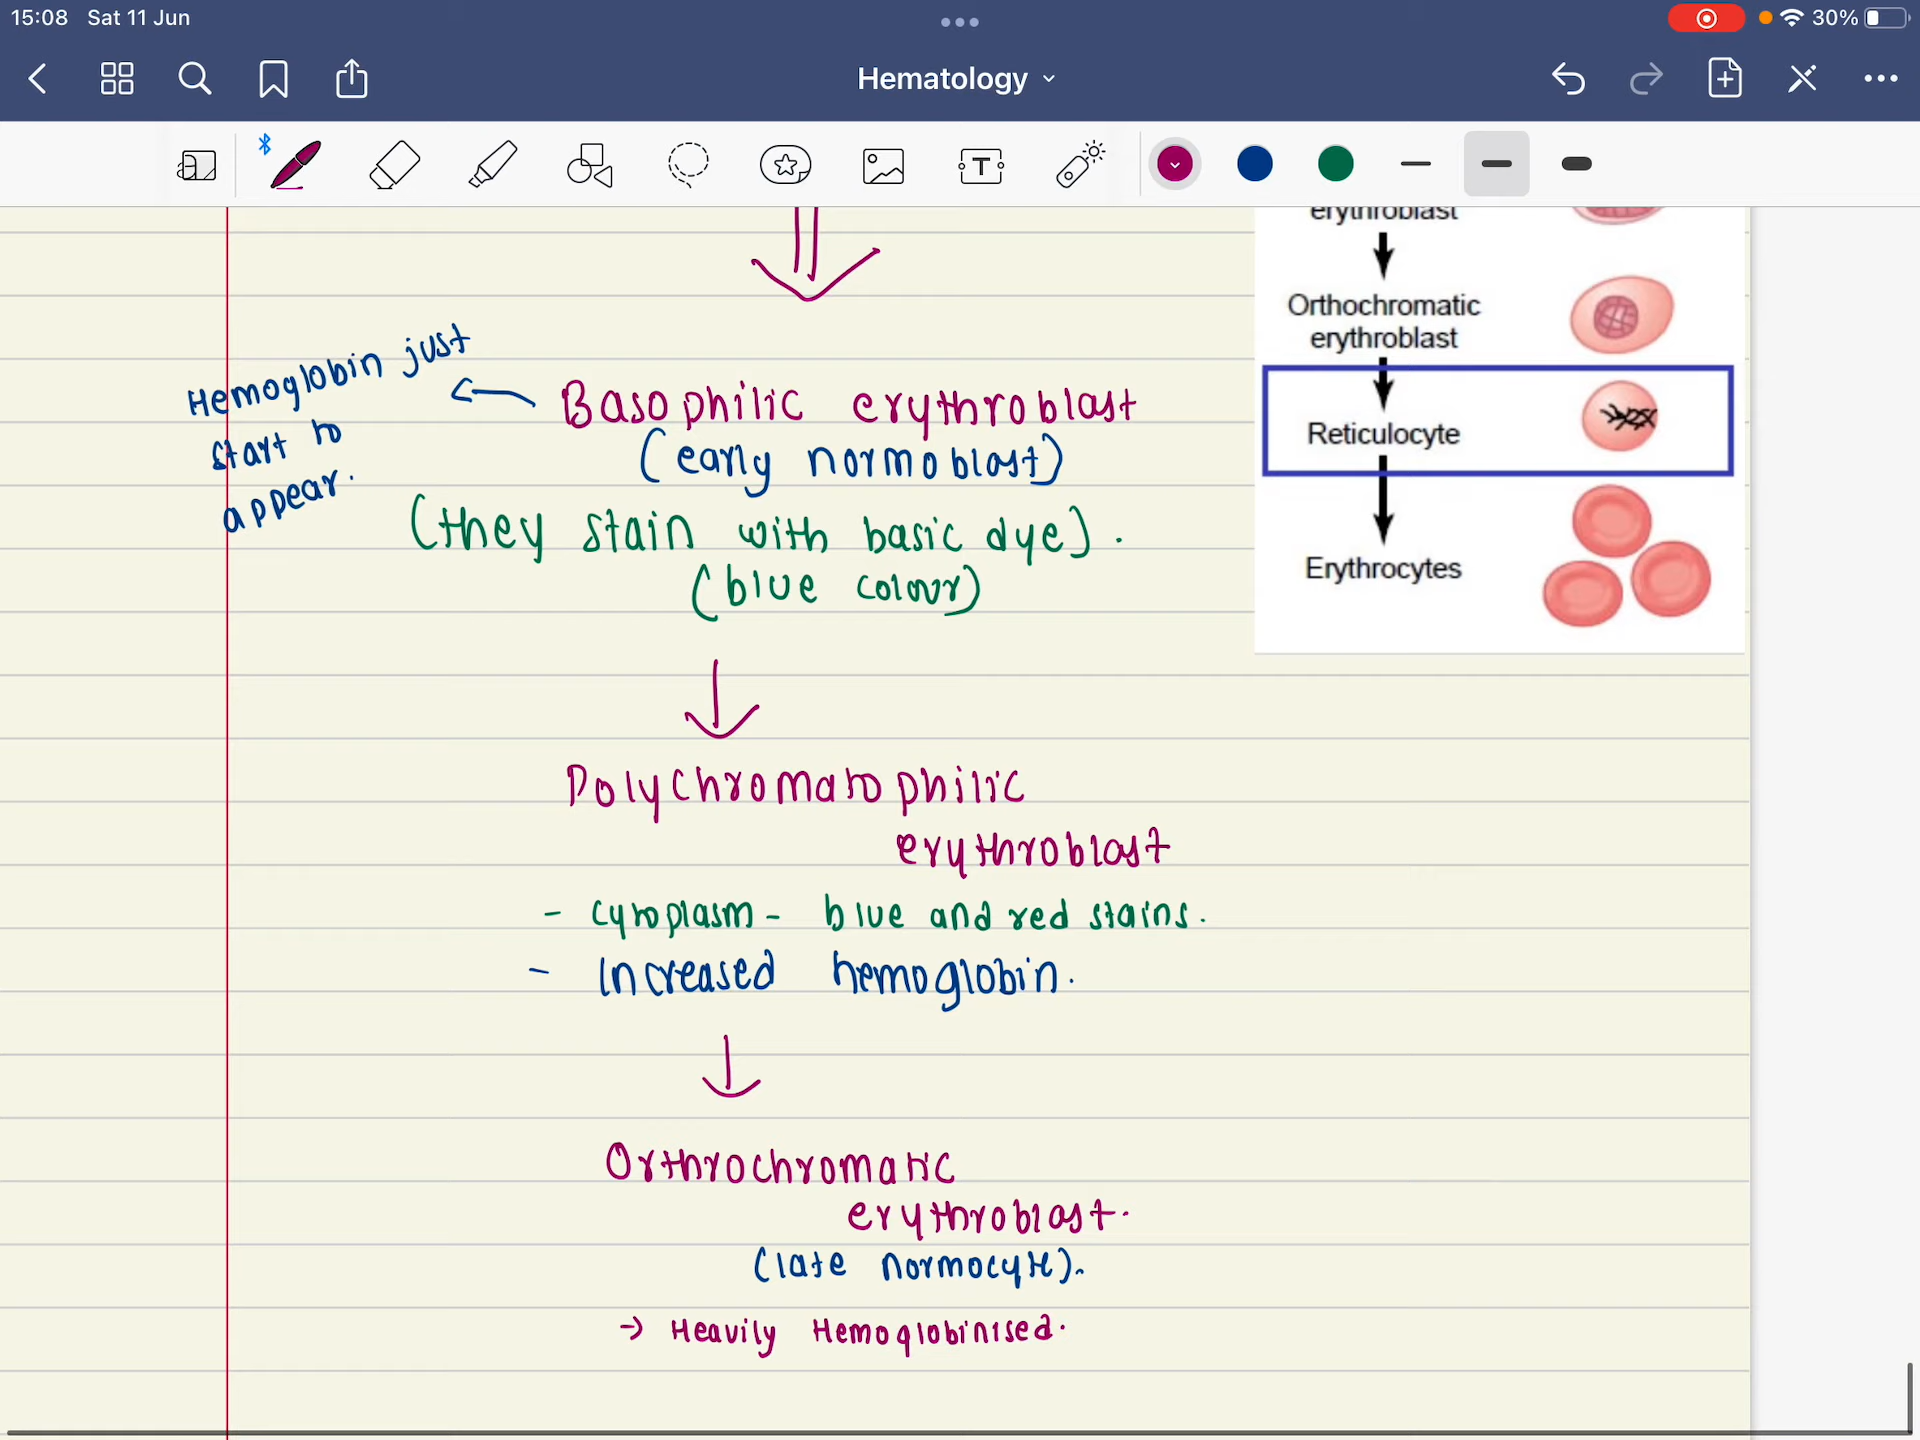 15:08 Sat 11 Jun
30%
Hematology
T
erythroblast
Orthochromatic
erythroblast
Reticulocyte
Erythrocytes
Hemoglobin just
start to
appear.
Basophilic erythroblast
(early normoblast)
(they stain with basic dye).
(blue colour)
Polychromatophilic
erythroblast
- Cytoplasm - blue and red stains.
- Increased hemoglobin.
Orthrochromatic
erythroblast.
(late normocyte).
→ Heavily Hemoglobinised.